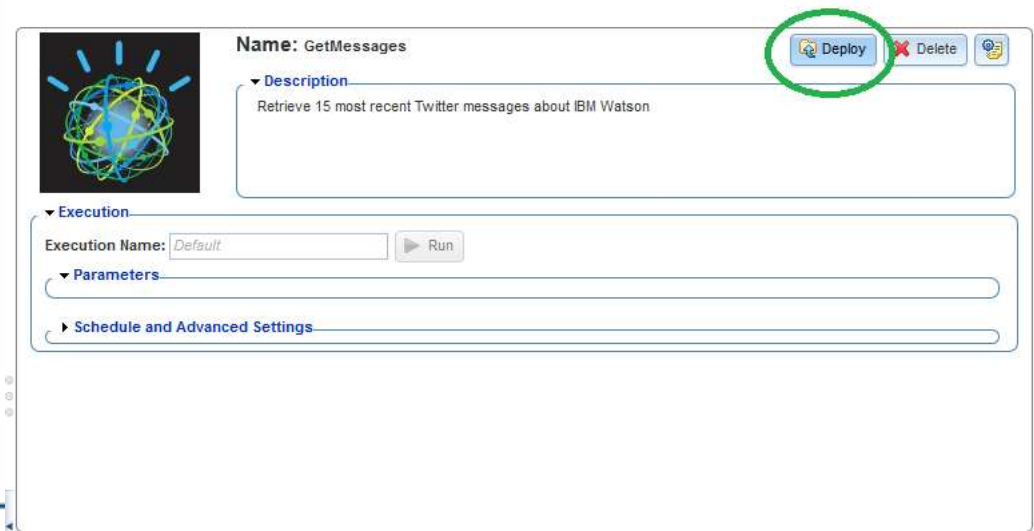 Name: GetMessages
Deploy
Delete
Description
Retrieve 15 most recent Twitter messages about IBM Watson
Execution
Execution Name: Default
Run
Parameters
Schedule and Advanced Settings